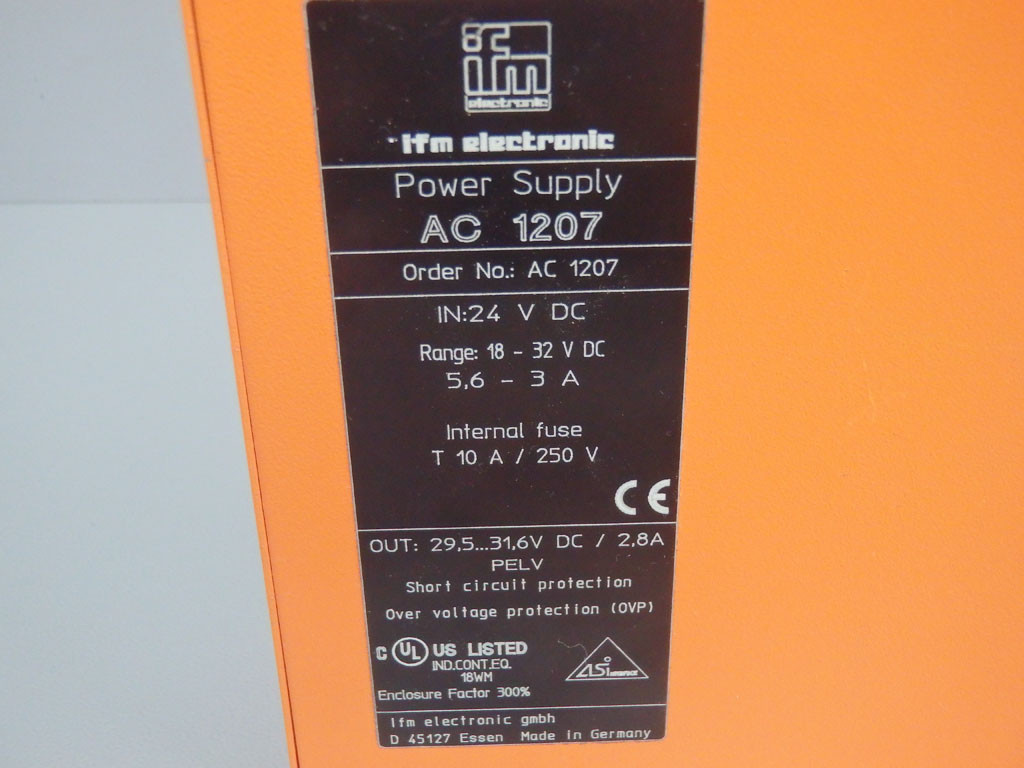 ifm
electronic
ifm electronic
Power Supply
AC 1207
Order No.: AC 1207
IN:24 V DC
Range: 18 - 32 V DC
5,6 - 3 A
Internal fuse
T 10 A / 250 V
CE
OUT: 29,5...31,6V DC / 2,8A
PELV
Short circuit protection
Over voltage protection (OVP)
C UL US LISTED
IND.CONT.EQ.
18WM
ASi INTERFACE
Enclosure Factor 300%
ifm electronic gmbh
D 45127 Essen Made in Germany